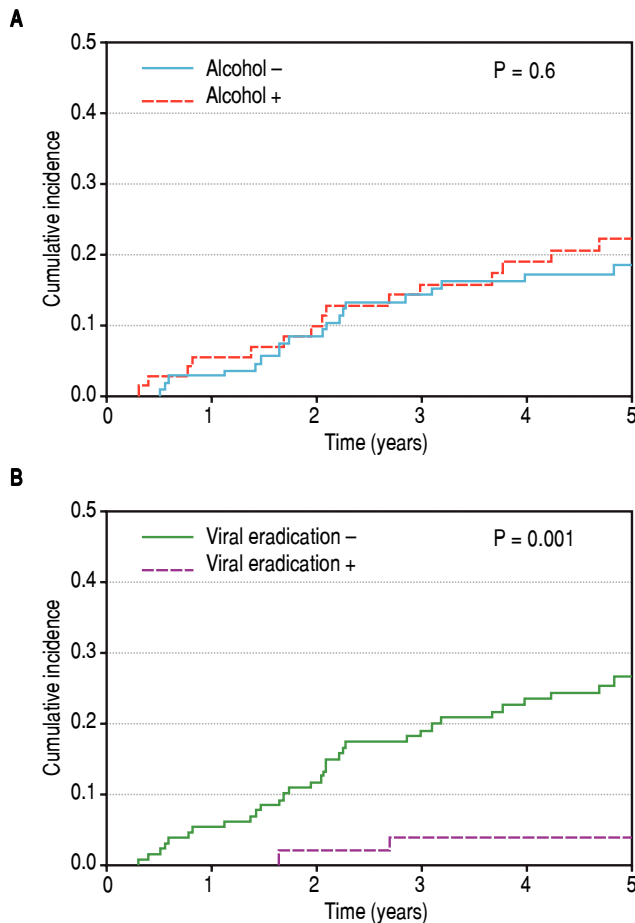 A
0.5
Alcohol –
P = 0.6
Alcohol +
0.4
0.3
Cumulative incidence
0.2
0.1
0.0
0 1 2 3 4 5
Time (years)
B
0.5
Viral eradication –
P = 0.001
Viral eradication +
0.4
0.3
Cumulative incidence
0.2
0.1
0.0
0 1 2 3 4 5
Time (years)